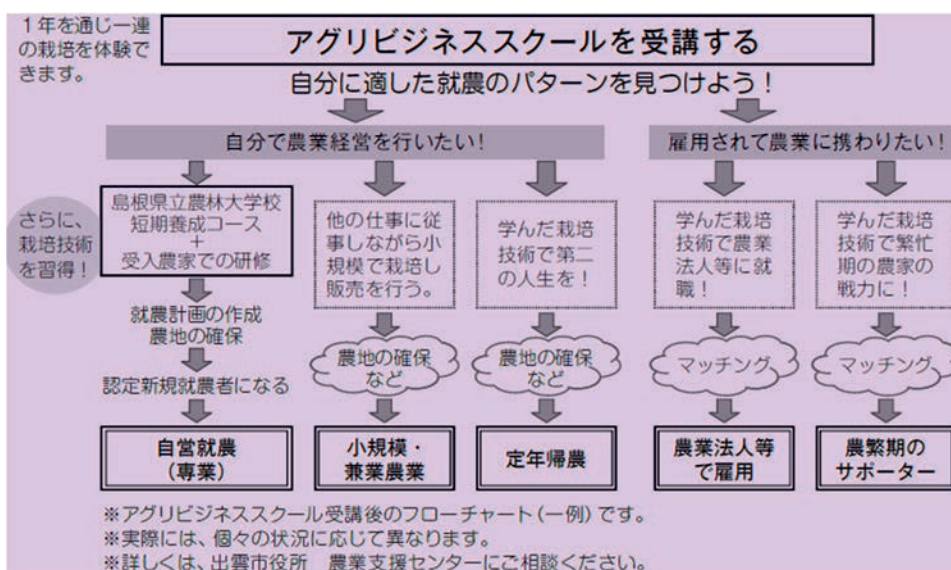 １年を通じ一連
の栽培を体験で
きます。
アグリビジネススクールを受講する
自分に適した就農のパターンを見つけよう！
自分で農業経営を行いたい！
雇用されて農業に携わりたい！
さらに、
栽培技術
を習得！
島根県立農林大学校
短期養成コース
＋
受入農家での研修
就農計画の作成
農地の確保
認定新規就農者になる
自営就農
（専業）
他の仕事に従
事しながら小
規模で栽培し
販売を行う。
農地の確保
など
小規模・
兼業農業
学んだ栽培
技術で第二
の人生を！
農地の確保
など
定年帰農
学んだ栽培
技術で農業
法人等に就
職！
マッチング
農業法人等
で雇用
学んだ栽培
技術で繁忙
期の農家の
戦力に！
マッチング
農繁期の
サポーター
※アグリビジネススクール受講後のフローチャート（一例）です。
※実際には、個々の状況に応じて異なります。
※詳しくは、出雲市役所　農業支援センターにご相談ください。